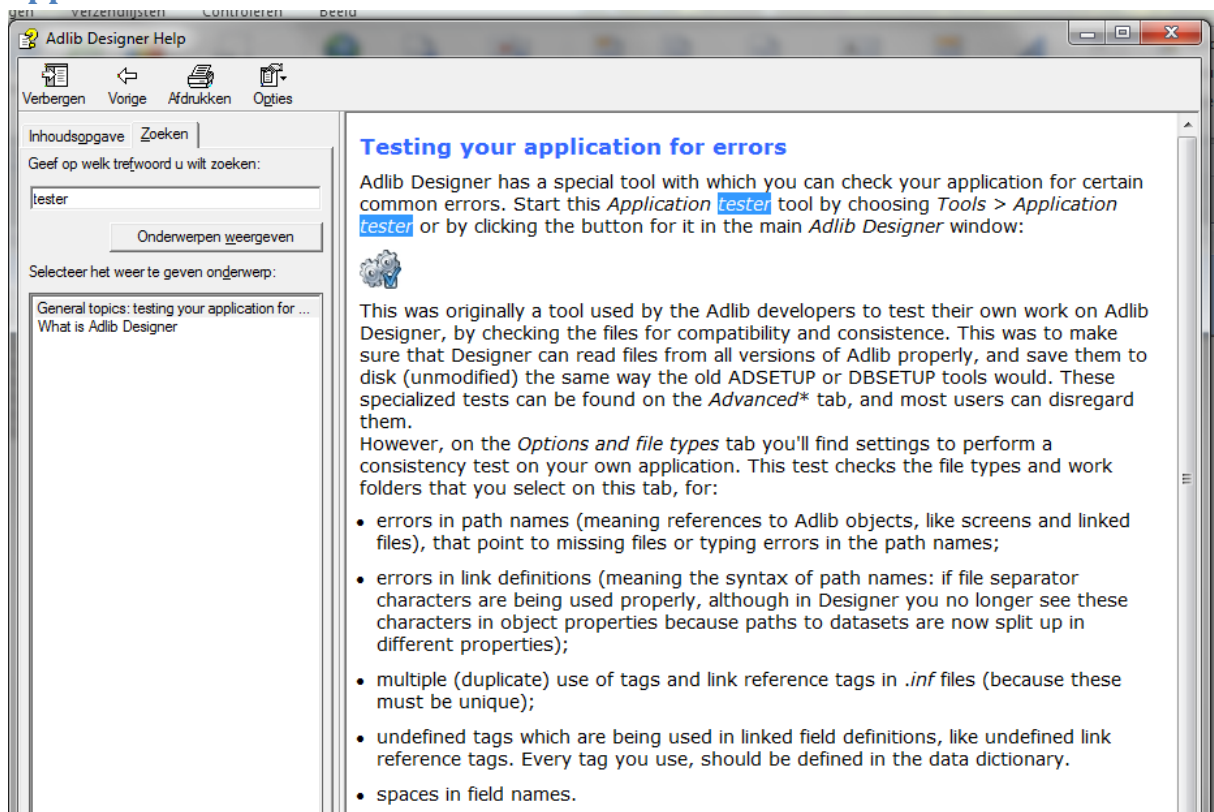 Verzendlijsten Controleren Beeld
Adlib Designer Help
Verbergen Vorige Afdrukken Opties
Inhoudsopgave Zoeken
Geef op welk trefwoord u wilt zoeken:
tester
Onderwerpen weergeven
Selecteer het weer te geven onderwerp:
General topics: testing your application for ...
What is Adlib Designer
Testing your application for errors
Adlib Designer has a special tool with which you can check your application for certain
common errors. Start this Application tester tool by choosing Tools > Application
tester or by clicking the button for it in the main Adlib Designer window:
This was originally a tool used by the Adlib developers to test their own work on Adlib
Designer, by checking the files for compatibility and consistence. This was to make
sure that Designer can read files from all versions of Adlib properly, and save them to
disk (unmodified) the same way the old ADSETUP or DBSETUP tools would. These
specialized tests can be found on the Advanced* tab, and most users can disregard
them.
However, on the Options and file types tab you'll find settings to perform a
consistency test on your own application. This test checks the file types and work
folders that you select on this tab, for:
• errors in path names (meaning references to Adlib objects, like screens and linked
files), that point to missing files or typing errors in the path names;
• errors in link definitions (meaning the syntax of path names: if file separator
characters are being used properly, although in Designer you no longer see these
characters in object properties because paths to datasets are now split up in
different properties);
• multiple (duplicate) use of tags and link reference tags in .inf files (because these
must be unique);
• undefined tags which are being used in linked field definitions, like undefined link
reference tags. Every tag you use, should be defined in the data dictionary.
• spaces in field names.